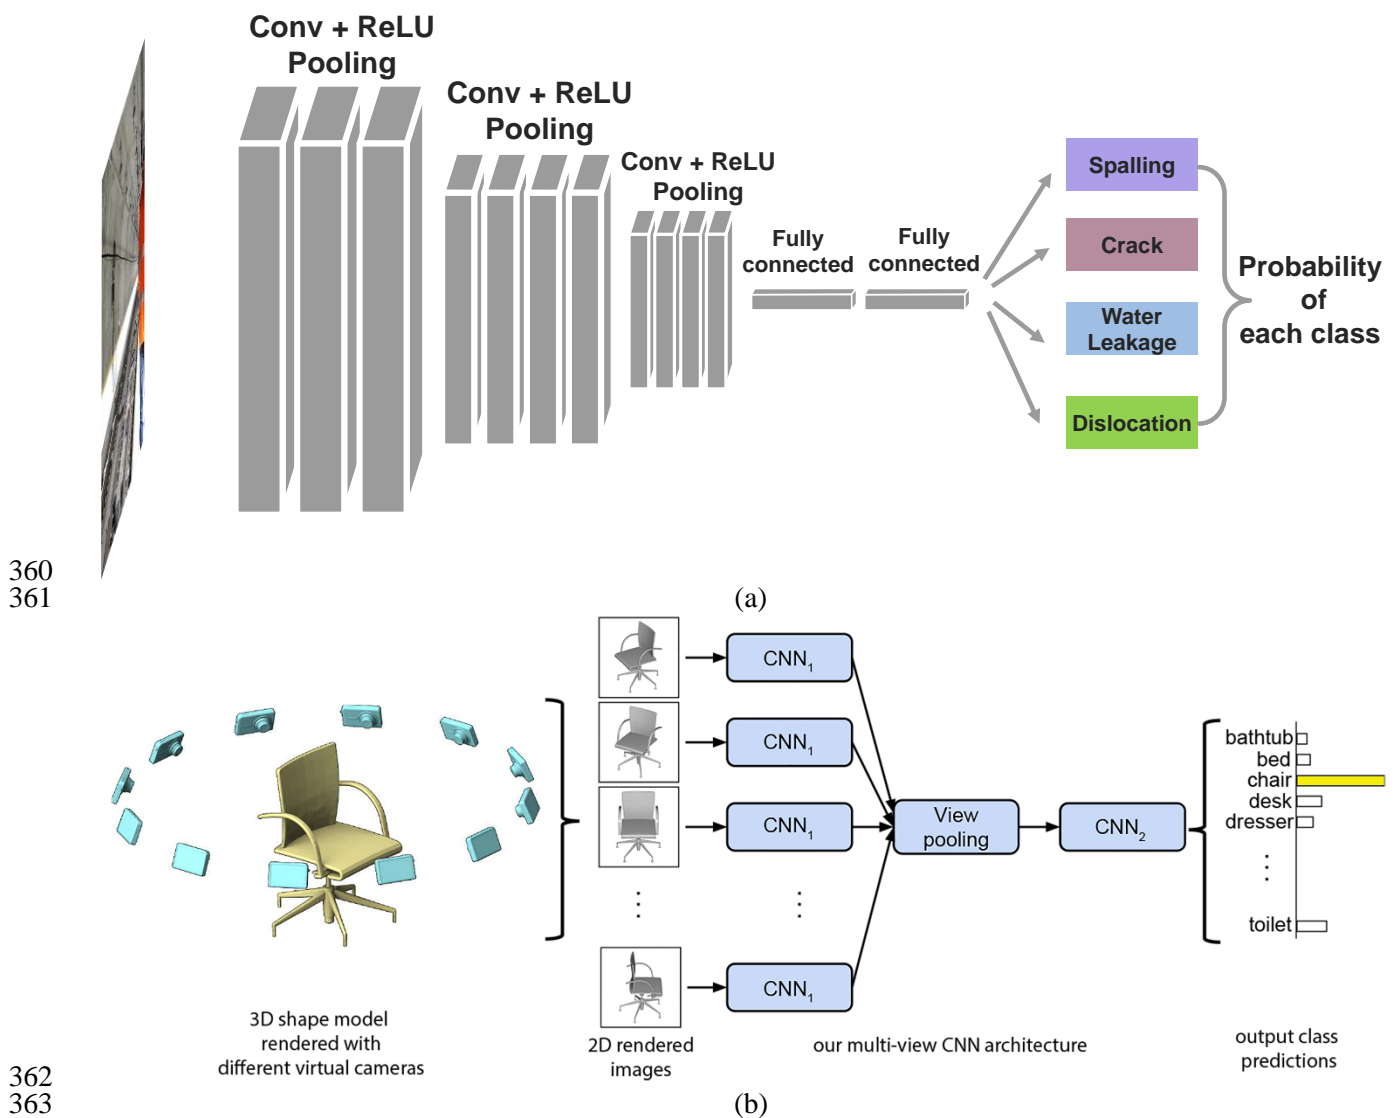 Conv + ReLU
Pooling
Conv + ReLU
Pooling
Conv + ReLU
Pooling
Fully
connected
Fully
connected
Spalling
Crack
Water
Leakage
Dislocation
Probability
of
each class
360
361
(a)
CNN1
CNN1
CNN1
CNN1
View
pooling
CNN2
bathtub
bed
chair
desk
dresser
toilet
3D shape model
rendered with
different virtual cameras
2D rendered
images
our multi-view CNN architecture
output class
predictions
362
363
(b)